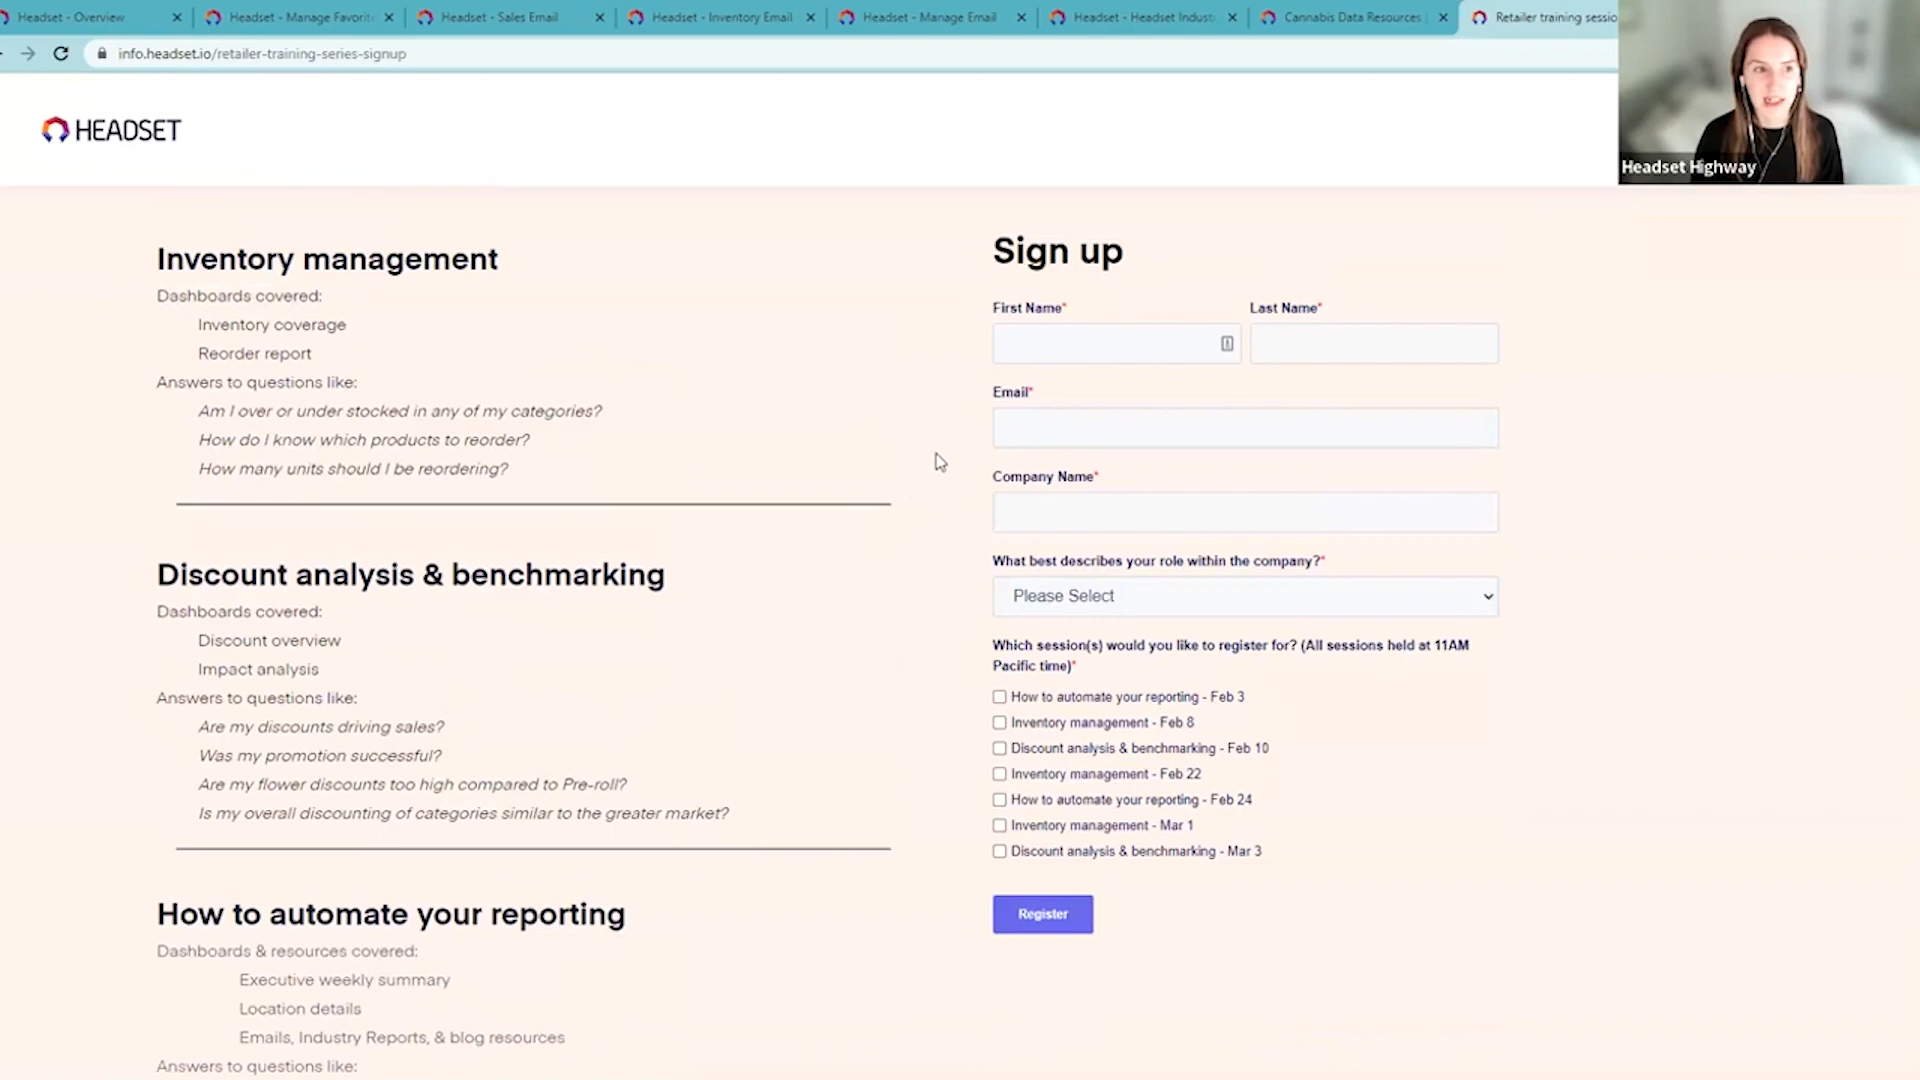 Headset - Overview
Headset - Manage Favorit
Headset - Sales Email
Headset - Inventory Email
Headset - Manage Email
Headset - Headset Indust
Cannabis Data Resources
Retailer training sessio
info.headset.io/retailer-training-series-signup
HEADSET
Headset Highway
Inventory management
Dashboards covered:
Inventory coverage
Reorder report
Answers to questions like:
Am I over or under stocked in any of my categories?
How do I know which products to reorder?
How many units should I be reordering?
Discount analysis & benchmarking
Dashboards covered:
Discount overview
Impact analysis
Answers to questions like:
Are my discounts driving sales?
Was my promotion successful?
Are my flower discounts too high compared to Pre-roll?
Is my overall discounting of categories similar to the greater market?
How to automate your reporting
Dashboards & resources covered:
Executive weekly summary
Location details
Emails, Industry Reports, & blog resources
Answers to questions like:
Sign up
First Name*
Last Name*
Email*
Company Name*
What best describes your role within the company?*
Please Select
Which session(s) would you like to register for? (All sessions held at 11AM
Pacific time)*
How to automate your reporting - Feb 3
Inventory management - Feb 8
Discount analysis & benchmarking - Feb 10
Inventory management - Feb 22
How to automate your reporting - Feb 24
Inventory management - Mar 1
Discount analysis & benchmarking - Mar 3
Register